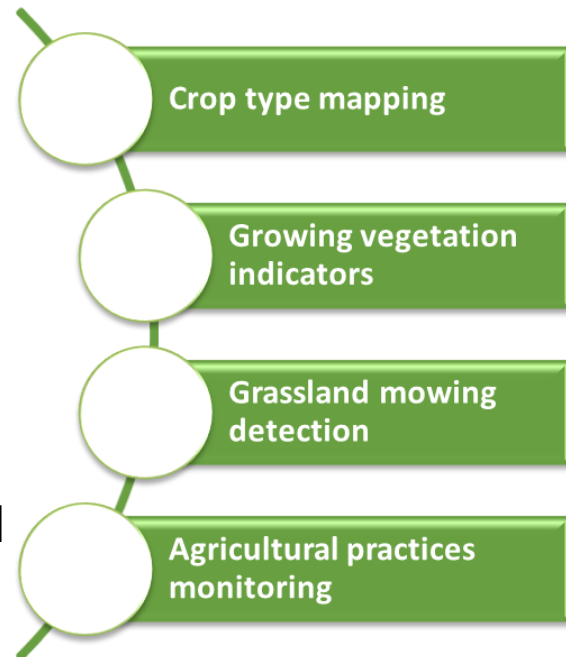 Crop type mapping
Growing vegetation
indicators
Grassland mowing
detection
Agricultural practices
monitoring